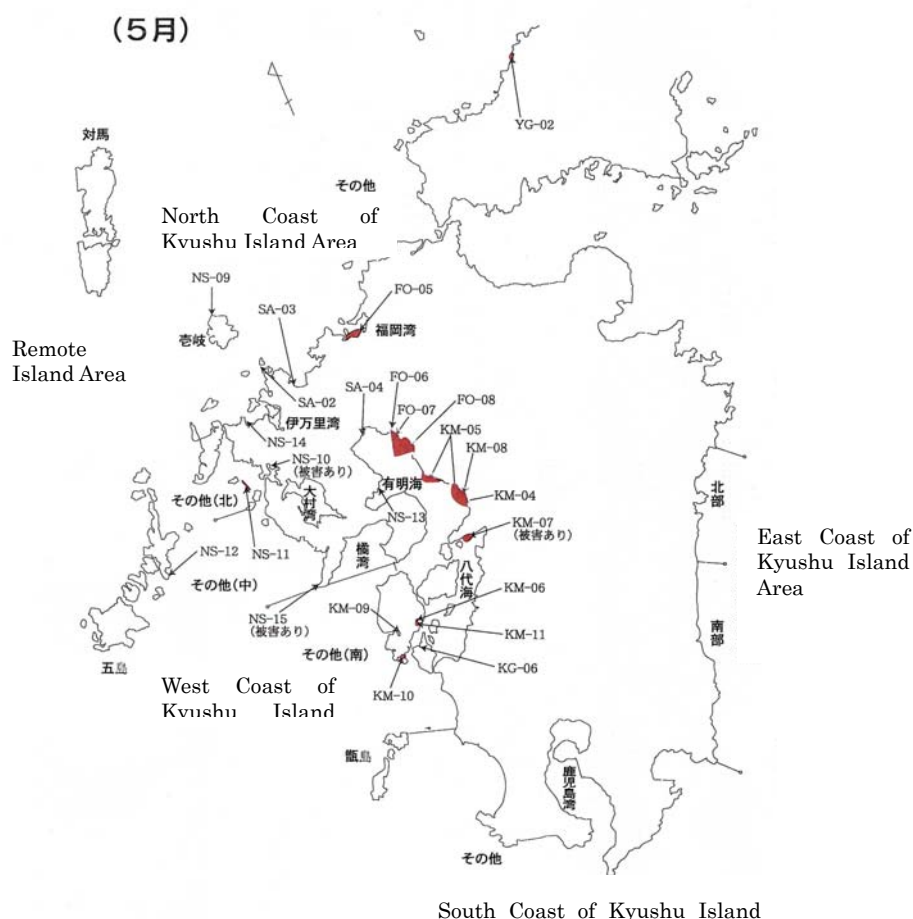 (5月)
YG-02
対馬
その他
North Coast of
Kyushu Island Area
NS-09
SA-03
FO-05
福岡湾
壱岐
Remote
Island Area
SA-02
SA-04
FO-06
FO-07
FO-08
伊万里湾
KM-05
NS-14
KM-08
NS-10
(被害あり)
有明海
大村湾
その他(北)
KM-04
NS-13
KM-07
(被害あり)
北部
NS-11
NS-12
橘湾
East Coast of
Kyushu Island
Area
その他(中)
八代海
KM-06
NS-15
(被害あり)
KM-09
KM-11
南部
その他(南)
KG-06
五島
KM-10
West Coast of
Kyushu Island
甑島
鹿児島湾
その他
South Coast of Kyushu Island